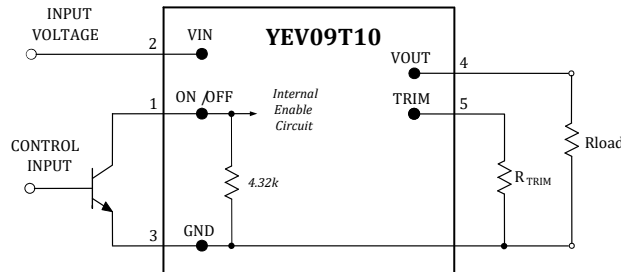 INPUT
VOLTAGE
2
VIN
YEV09T10
VOUT
4
1
ON /OFF
Internal
Enable
Circuit
TRIM
5
CONTROL
INPUT
4.32k
R TRIM
Rload
3
GND